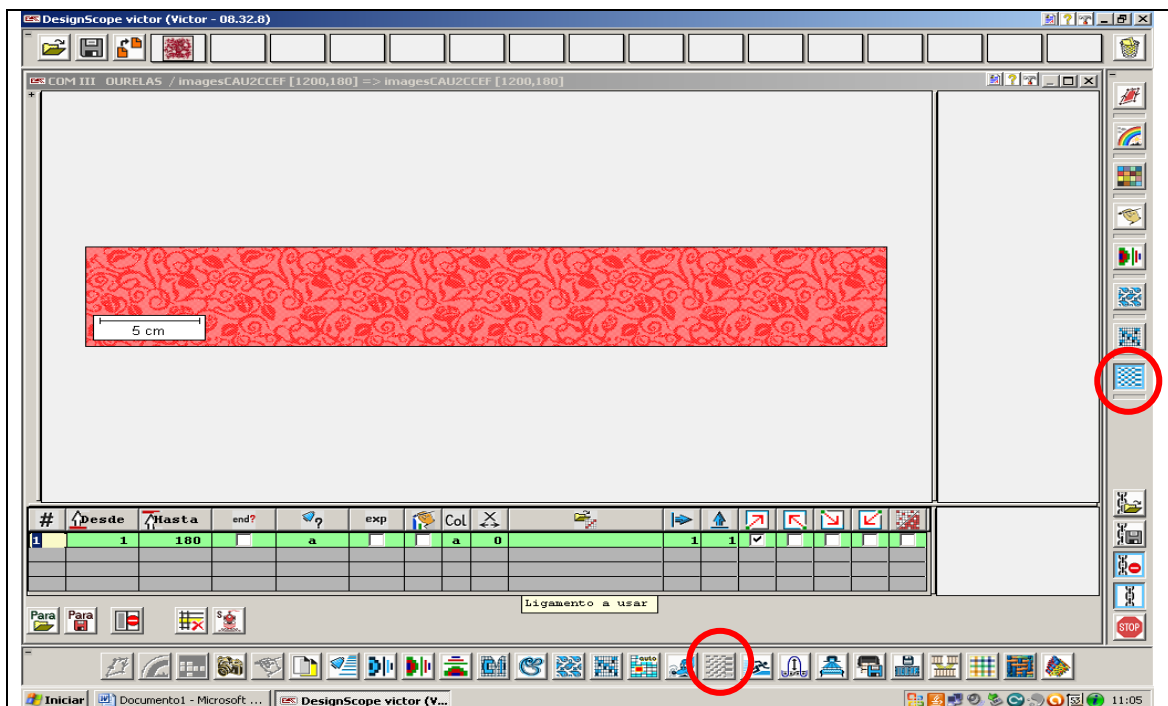 DesignScope victor (Victor - 08.32.8)
COM III OURELAS / imagesCAU2CCEF [1200,180] => imagesCAU2CCEF [1200,180]
5 cm
# Desde Hasta end? ? exp Col
1 1 180 a a 0 1 1
Ligamento a usar
Para Para S
auto
STOP
Iniciar Documento1 - Microsoft ... DesignScope victor (V... 11:05